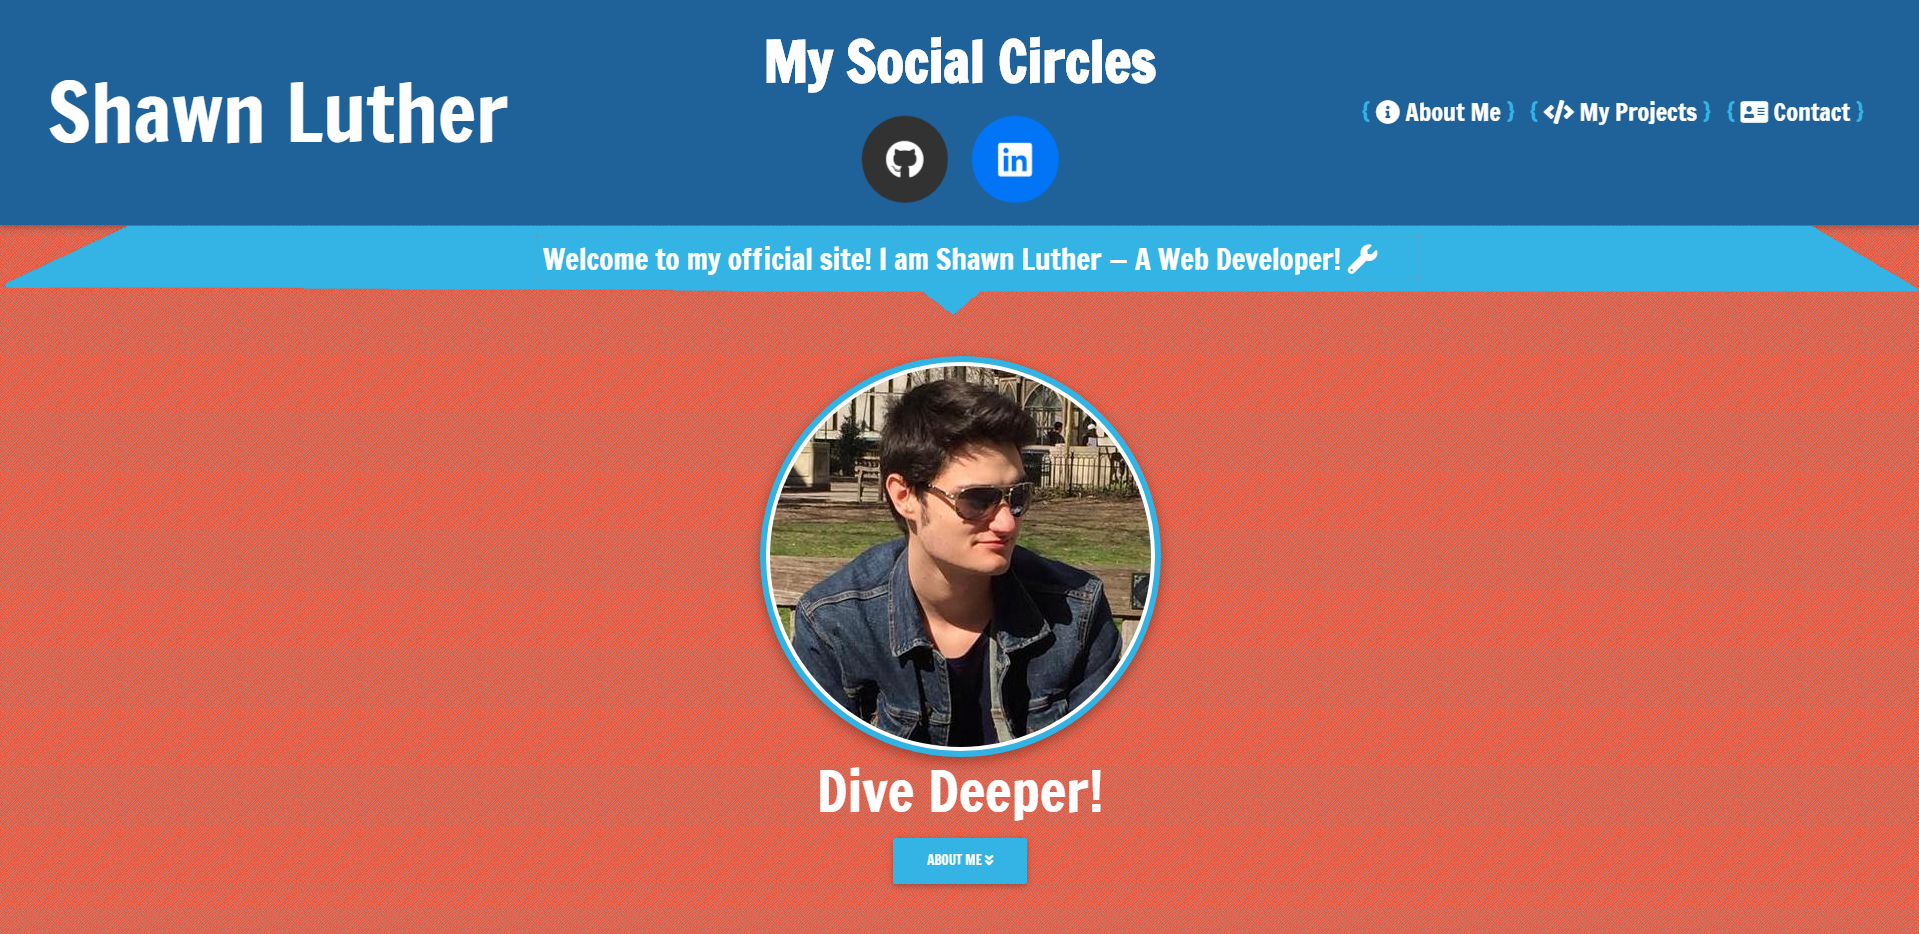 Shawn Luther
My Social Circles
in
{ About Me } { My Projects } { Contact }
Welcome to my official site! I am Shawn Luther – A Web Developer!
Dive Deeper!
ABOUT ME